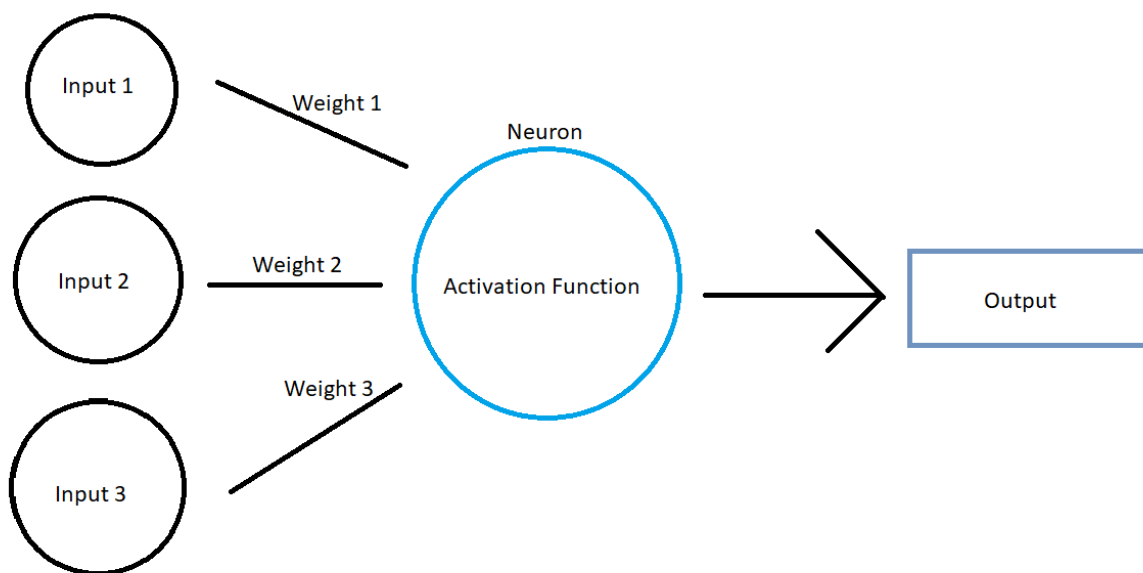 Input 1
Weight 1
Neuron
Input 2
Weight 2
Activation Function
Output
Weight 3
Input 3